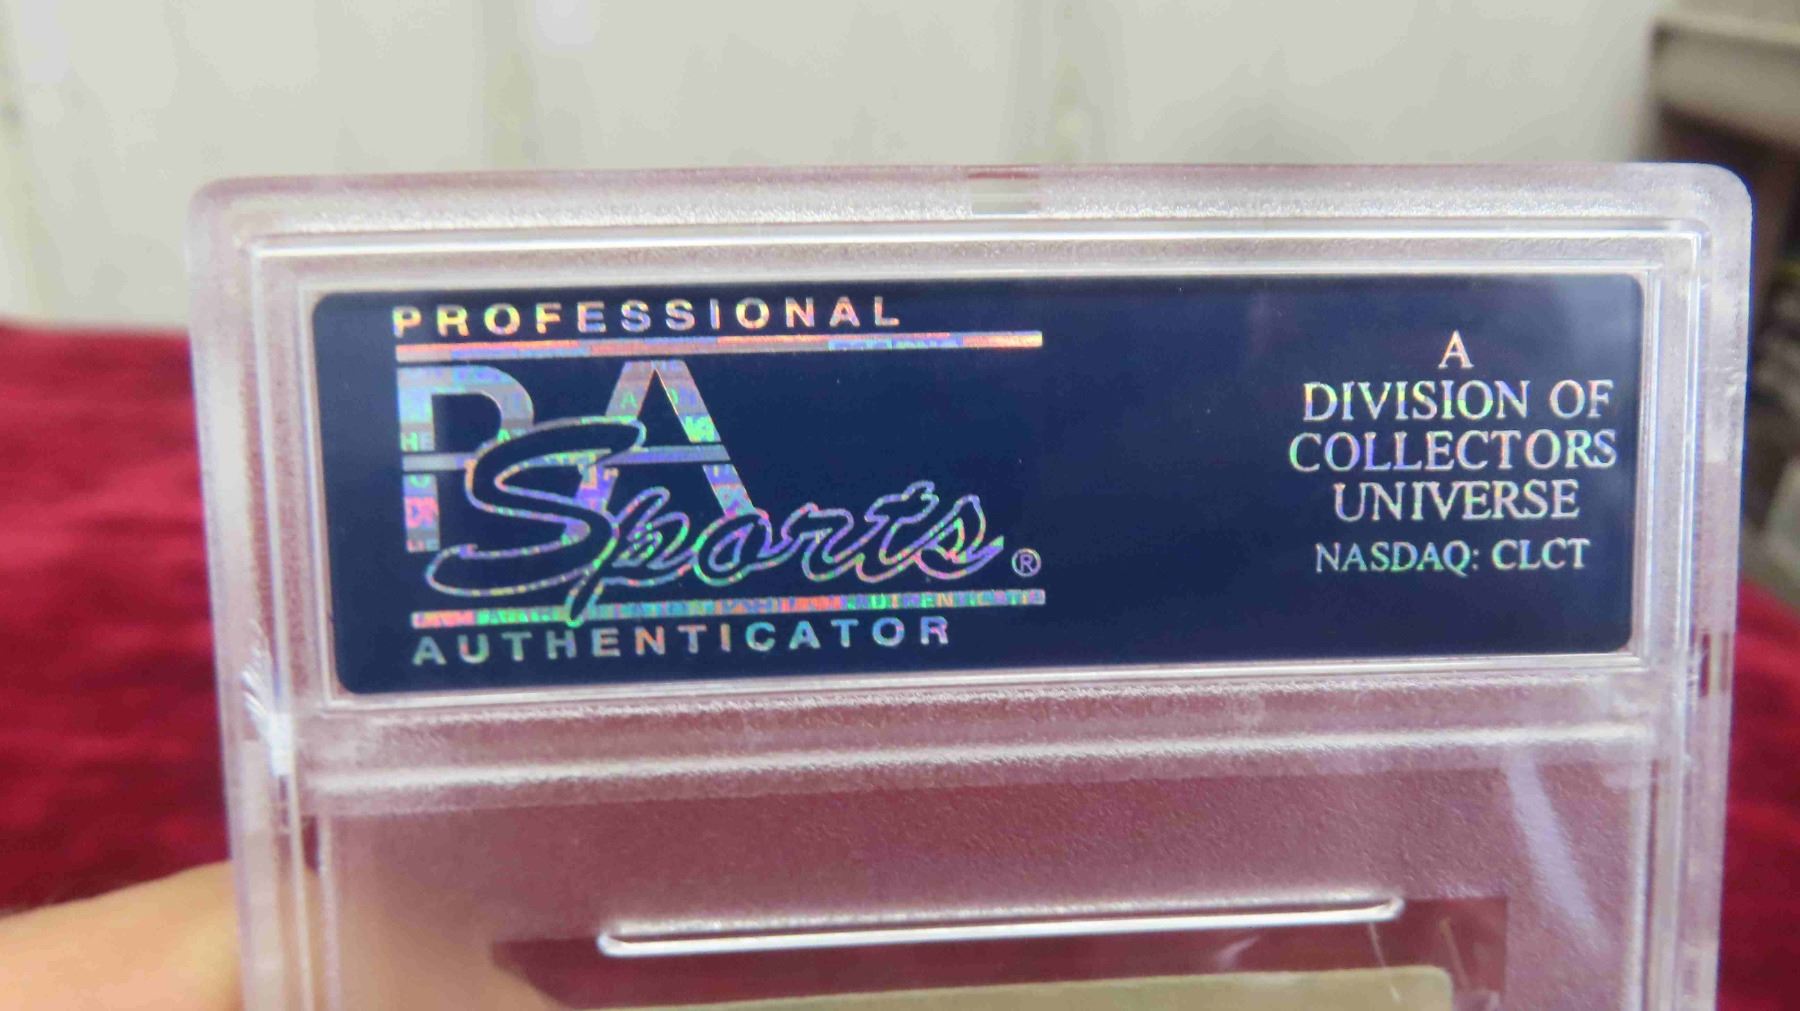 PROFESSIONAL
PSA
Sports®
AUTHENTICATOR
A
DIVISION OF
COLLECTORS
UNIVERSE
NASDAQ: CLCT